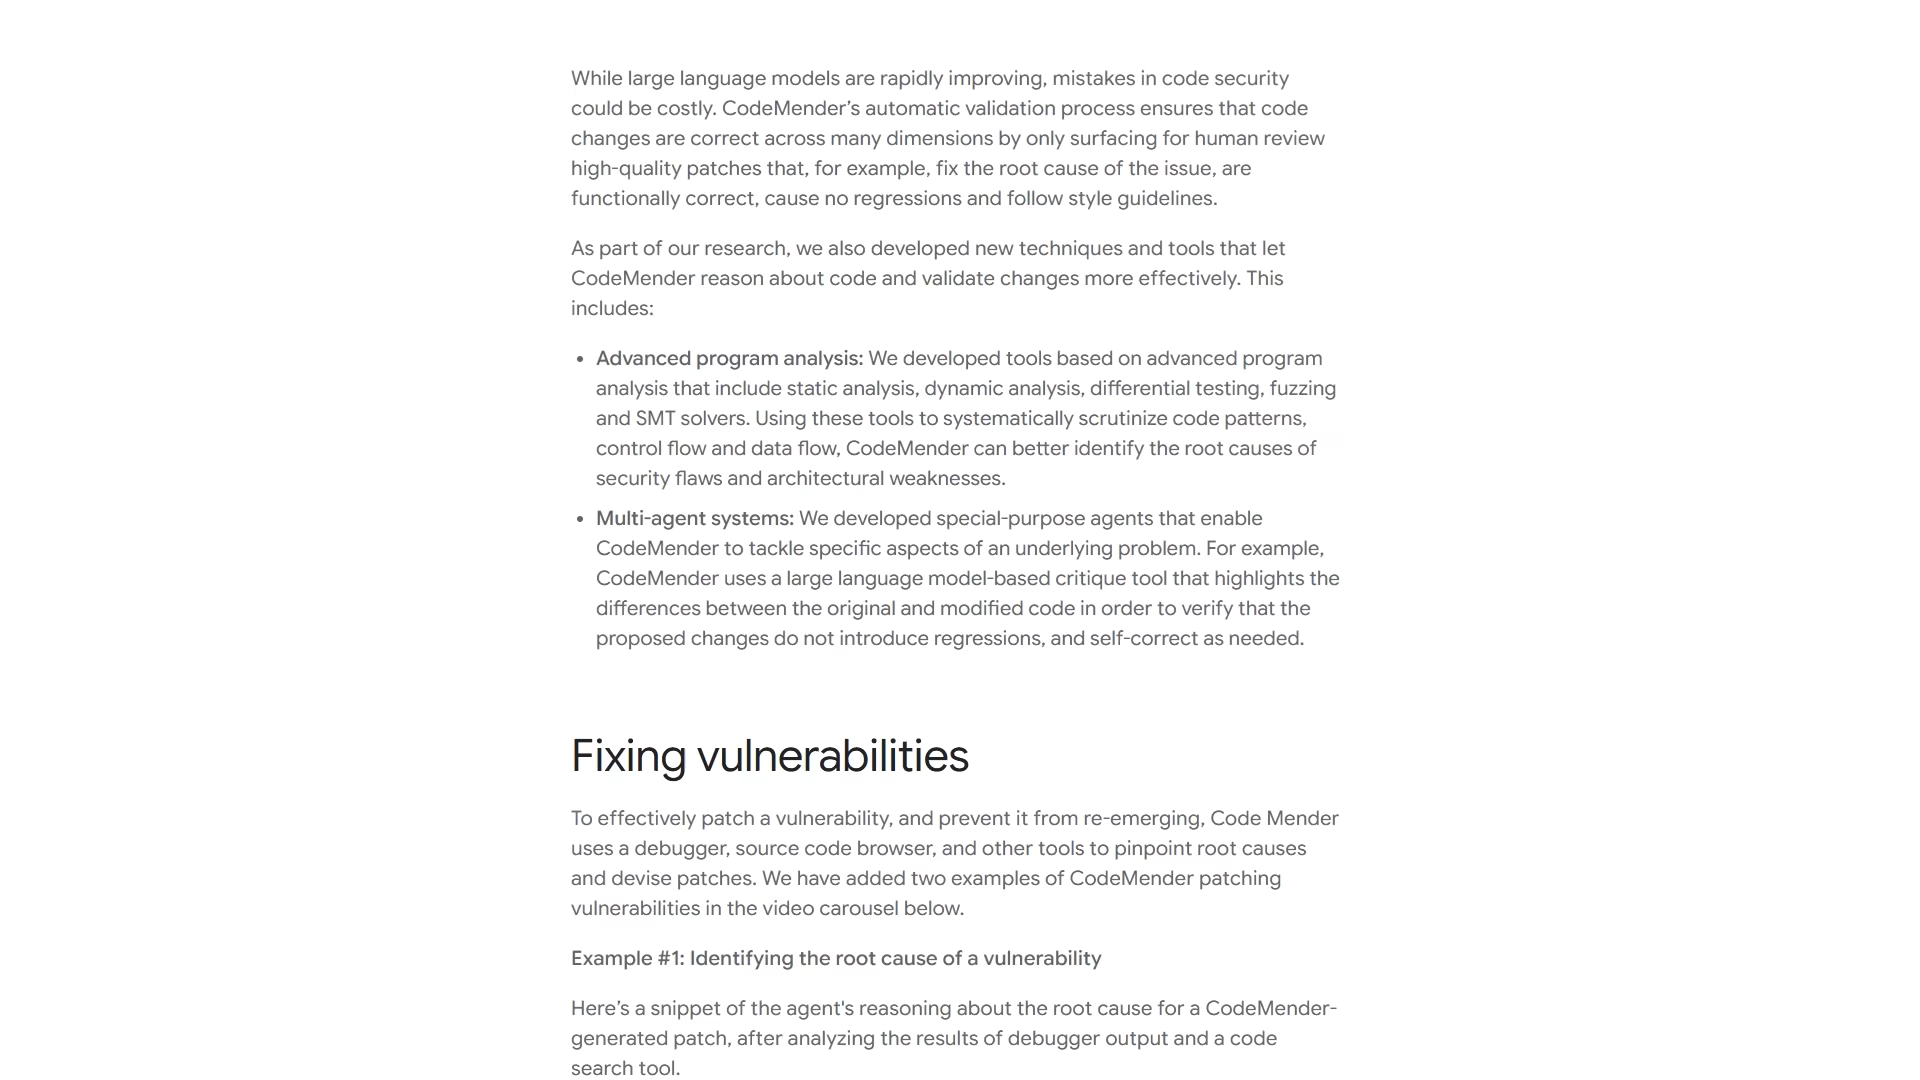 While large language models are rapidly improving, mistakes in code security
could be costly. CodeMender’s automatic validation process ensures that code
changes are correct across many dimensions by only surfacing for human review
high-quality patches that, for example, fix the root cause of the issue, are
functionally correct, cause no regressions and follow style guidelines.
As part of our research, we also developed new techniques and tools that let
CodeMender reason about code and validate changes more effectively. This
includes:
• Advanced program analysis: We developed tools based on advanced program
analysis that include static analysis, dynamic analysis, differential testing, fuzzing
and SMT solvers. Using these tools to systematically scrutinize code patterns,
control flow and data flow, CodeMender can better identify the root causes of
security flaws and architectural weaknesses.
• Multi-agent systems: We developed special-purpose agents that enable
CodeMender to tackle specific aspects of an underlying problem. For example,
CodeMender uses a large language model-based critique tool that highlights the
differences between the original and modified code in order to verify that the
proposed changes do not introduce regressions, and self-correct as needed.
Fixing vulnerabilities
To effectively patch a vulnerability, and prevent it from re-emerging, Code Mender
uses a debugger, source code browser, and other tools to pinpoint root causes
and devise patches. We have added two examples of CodeMender patching
vulnerabilities in the video carousel below.
Example #1: Identifying the root cause of a vulnerability
Here’s a snippet of the agent's reasoning about the root cause for a CodeMender-
generated patch, after analyzing the results of debugger output and a code
search tool.